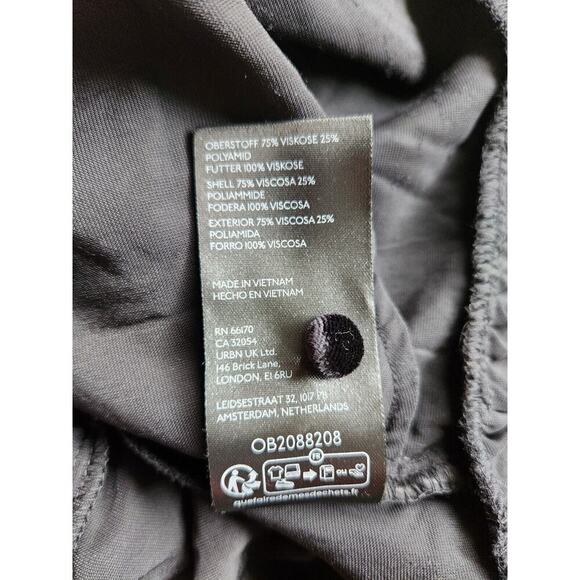 OBERSTOFF 75% VISKOSE 25%
POLYAMID
FUTTER 100% VISKOSE
SHELL 75% VISCOSA 25%
POLIAMMIDE
FODERA 100% VISCOSA
EXTERIOR 75% VISCOSA 25%
POLIAMIDA
FORRO 100% VISCOSA
MADE IN VIETNAM
HECHO EN VIETNAM
RN 66170
CA 32054
URBN UK Ltd.
146 Brick Lane,
LONDON, E1 6RU
LEIDSESTRAAT 32, 1017 PB
AMSTERDAM, NETHERLANDS
OB2088208
FR
OU
quefairedemesdechets.fr